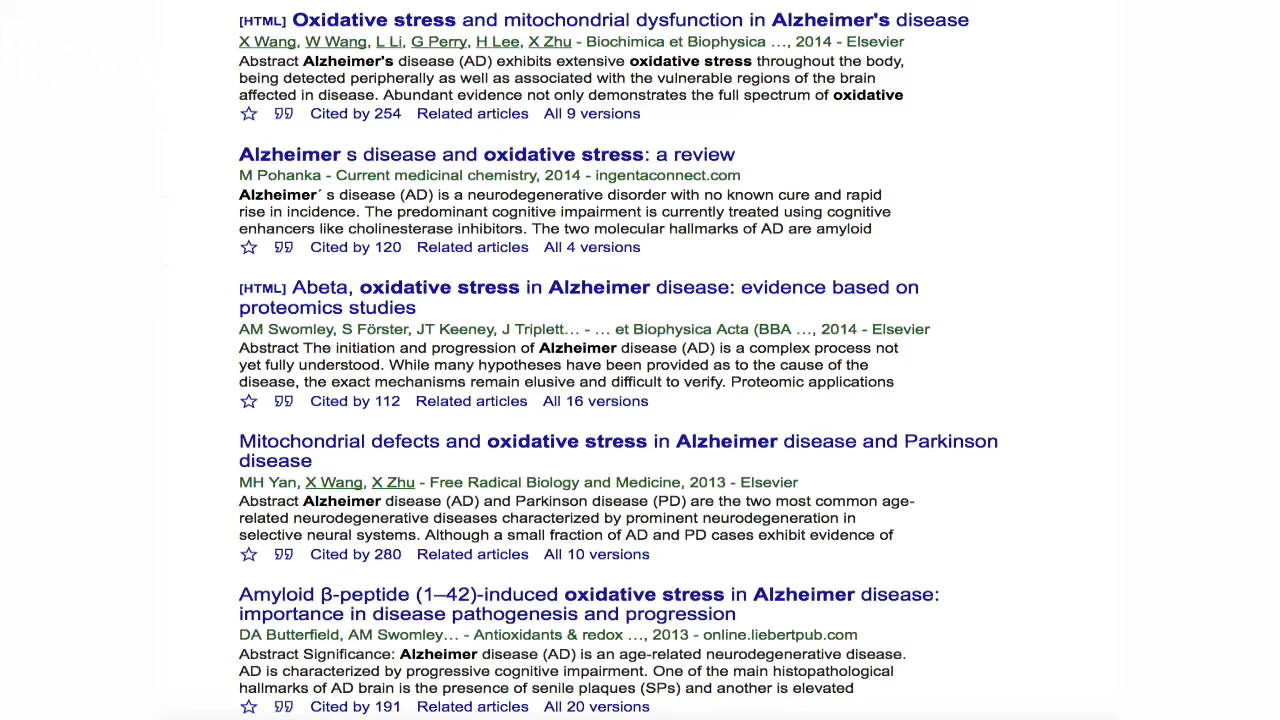 [HTML] Oxidative stress and mitochondrial dysfunction in Alzheimer's disease
X Wang, W Wang, L Li, G Perry, H Lee, X Zhu - Biochimica et Biophysica …, 2014 - Elsevier
Abstract Alzheimer's disease (AD) exhibits extensive oxidative stress throughout the body,
being detected peripherally as well as associated with the vulnerable regions of the brain
affected in disease. Abundant evidence not only demonstrates the full spectrum of oxidative
Cited by 254 Related articles All 9 versions
Alzheimer s disease and oxidative stress: a review
M Pohanka - Current medicinal chemistry, 2014 - ingentaconnect.com
Alzheimer´ s disease (AD) is a neurodegenerative disorder with no known cure and rapid
rise in incidence. The predominant cognitive impairment is currently treated using cognitive
enhancers like cholinesterase inhibitors. The two molecular hallmarks of AD are amyloid
Cited by 120 Related articles All 4 versions
[HTML] Abeta, oxidative stress in Alzheimer disease: evidence based on
proteomics studies
AM Swomley, S Förster, JT Keeney, J Triplett… - … et Biophysica Acta (BBA …, 2014 - Elsevier
Abstract The initiation and progression of Alzheimer disease (AD) is a complex process not
yet fully understood. While many hypotheses have been provided as to the cause of the
disease, the exact mechanisms remain elusive and difficult to verify. Proteomic applications
Cited by 112 Related articles All 16 versions
Mitochondrial defects and oxidative stress in Alzheimer disease and Parkinson
disease
MH Yan, X Wang, X Zhu - Free Radical Biology and Medicine, 2013 - Elsevier
Abstract Alzheimer disease (AD) and Parkinson disease (PD) are the two most common age-
related neurodegenerative diseases characterized by prominent neurodegeneration in
selective neural systems. Although a small fraction of AD and PD cases exhibit evidence of
Cited by 280 Related articles All 10 versions
Amyloid β-peptide (1–42)-induced oxidative stress in Alzheimer disease:
importance in disease pathogenesis and progression
DA Butterfield, AM Swomley… - Antioxidants & redox …, 2013 - online.liebertpub.com
Abstract Significance: Alzheimer disease (AD) is an age-related neurodegenerative disease.
AD is characterized by progressive cognitive impairment. One of the main histopathological
hallmarks of AD brain is the presence of senile plaques (SPs) and another is elevated
Cited by 191 Related articles All 20 versions